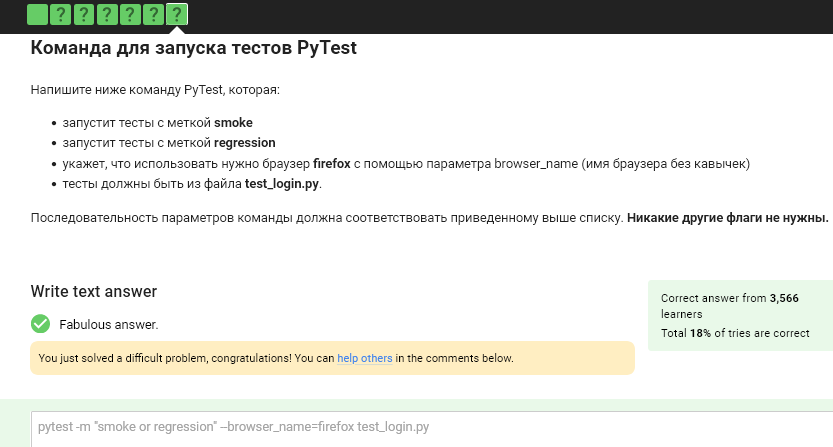 ? ? ? ? ? ?
Команда для запуска тестов PyTest
Напишите ниже команду PyTest, которая:
• запустит тесты с меткой smoke
• запустит тесты с меткой regression
• укажет, что использовать нужно браузер firefox с помощью параметра browser_name (имя браузера без кавычек)
• тесты должны быть из файла test_login.py.
Последовательность параметров команды должна соответствовать приведенному выше списку. Никакие другие флаги не нужны.
Write text answer
Correct answer from 3,566
learners
Total 18% of tries are correct
Fabulous answer.
You just solved a difficult problem, congratulations! You can help others in the comments below.
pytest -m "smoke or regression" --browser_name=firefox test_login.py